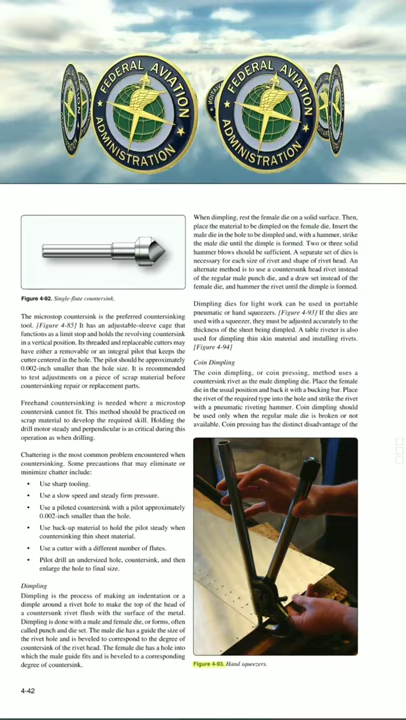 FEDERAL AVIATION
ADMINISTRATION
FEDERAL AVIATION
ADMINISTRATION
Figure 4-92. Single-flute countersink.
The microstop countersink is the preferred countersinking
tool. [Figure 4-85] It has an adjustable-sleeve cage that
functions as a limit stop and holds the revolving countersink
in a vertical position. Its threaded and replaceable cutters may
have either a removable or an integral pilot that keeps the
cutter centered in the hole. The pilot should be approximately
0.002-inch smaller than the hole size. It is recommended
to test adjustments on a piece of scrap material before
countersinking repair or replacement parts.
Freehand countersinking is needed where a microstop
countersink cannot fit. This method should be practiced on
scrap material to develop the required skill. Holding the
drill motor steady and perpendicular is as critical during this
operation as when drilling.
Chattering is the most common problem encountered when
countersinking. Some precautions that may eliminate or
minimize chatter include:
• Use sharp tooling.
• Use a slow speed and steady firm pressure.
• Use a piloted countersink with a pilot approximately
0.002-inch smaller than the hole.
• Use back-up material to hold the pilot steady when
countersinking thin sheet material.
• Use a cutter with a different number of flutes.
• Pilot drill an undersized hole, countersink, and then
enlarge the hole to final size.
Dimpling
Dimpling is the process of making an indentation or a
dimple around a rivet hole to make the top of the head of
a countersunk rivet flush with the surface of the metal.
Dimpling is done with a male and female die, or forms, often
called punch and die set. The male die has a guide the size of
the rivet hole and is beveled to correspond to the degree of
countersink of the rivet head. The female die has a hole into
which the male guide fits and is beveled to a corresponding
degree of countersink.
When dimpling, rest the female die on a solid surface. Then,
place the material to be dimpled on the female die. Insert the
male die in the hole to be dimpled and, with a hammer, strike
the male die until the dimple is formed. Two or three solid
hammer blows should be sufficient. A separate set of dies is
necessary for each size of rivet and shape of rivet head. An
alternate method is to use a countersunk head rivet instead
of the regular male punch die, and a draw set instead of the
female die, and hammer the rivet until the dimple is formed.
Dimpling dies for light work can be used in portable
pneumatic or hand squeezers. [Figure 4-93] If the dies are
used with a squeezer, they must be adjusted accurately to the
thickness of the sheet being dimpled. A table riveter is also
used for dimpling thin skin material and installing rivets.
[Figure 4-94]
Coin Dimpling
The coin dimpling, or coin pressing, method uses a
countersink rivet as the male dimpling die. Place the female
die in the usual position and back it with a bucking bar. Place
the rivet of the required type into the hole and strike the rivet
with a pneumatic riveting hammer. Coin dimpling should
be used only when the regular male die is broken or not
available. Coin pressing has the distinct disadvantage of the
Figure 4-93. Hand squeezers.
4-42